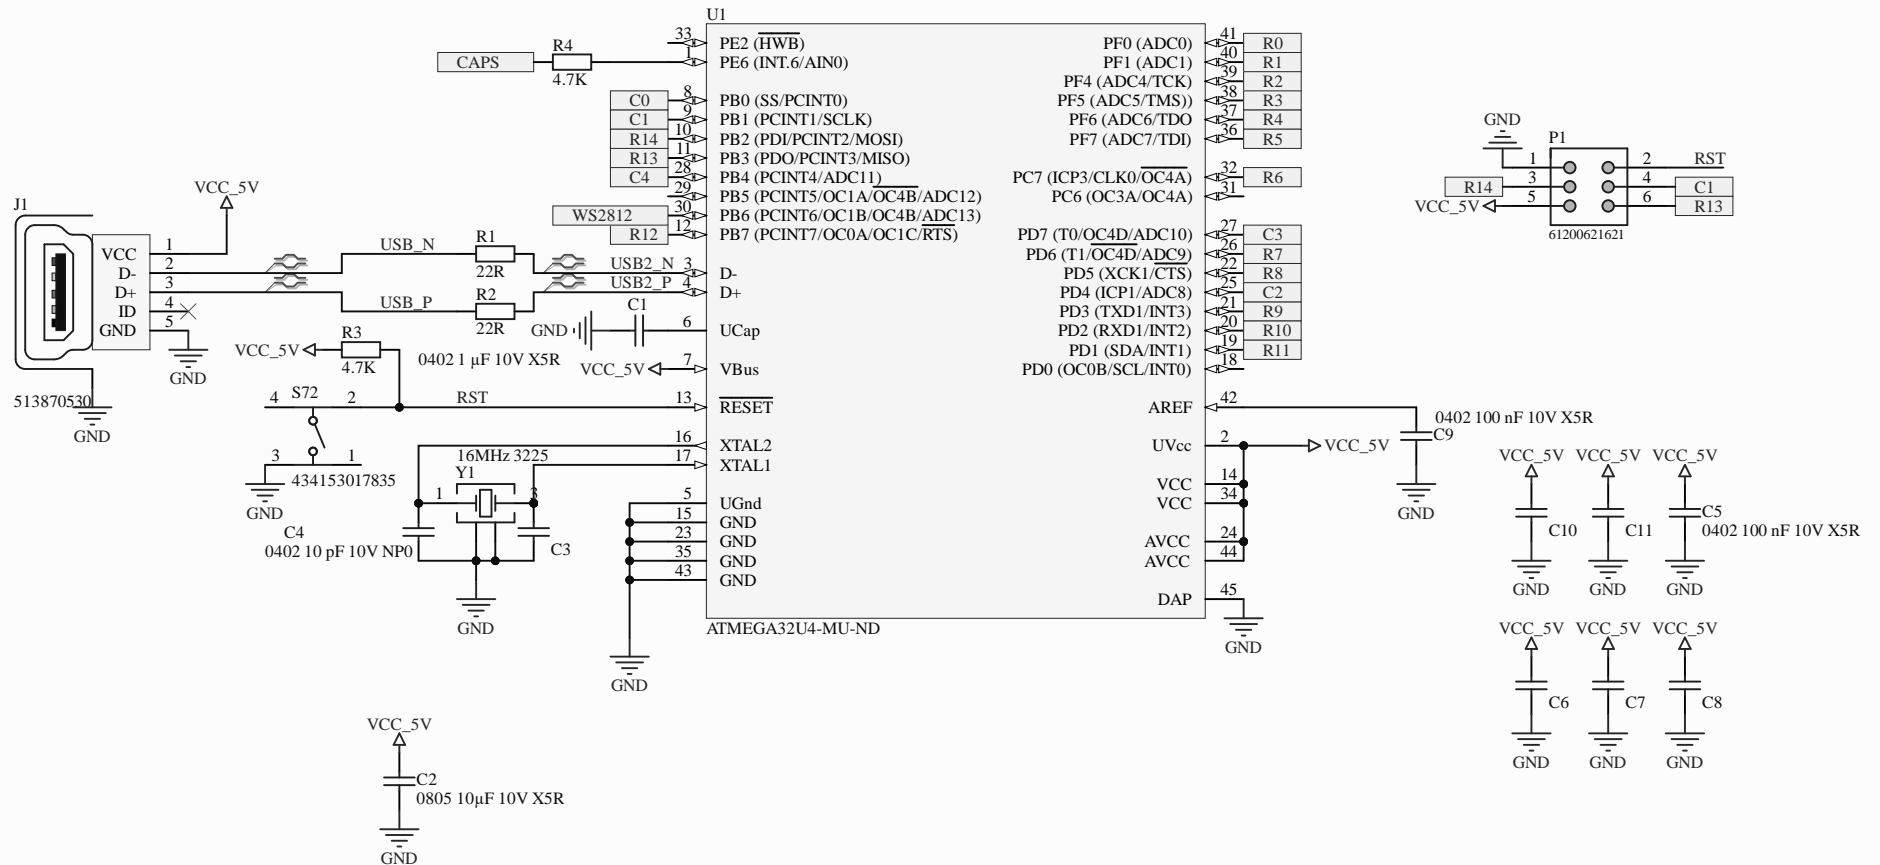 U1
33
PE2 (HWB)
CAPS
R4
4.7K
1
PE6 (INT.6/AIN0)
C0
8
PB0 (SS/PCINT0)
C1
9
PB1 (PCINT1/SCLK)
R14
10
PB2 (PDI/PCINT2/MOSI)
R13
11
PB3 (PDO/PCINT3/MISO)
C4
28
PB4 (PCINT4/ADC11)
29
PB5 (PCINT5/OC1A/OC4B/ADC12)
WS2812
30
PB6 (PCINT6/OC1B/OC4B/ADC13)
R12
12
PB7 (PCINT7/OC0A/OC1C/RTS)
USB2_N
3
D-
USB2_P
4
D+
6
UCap
VCC_5V
7
VBus
RST
13
RESET
16
XTAL2
17
XTAL1
5
UGnd
15
GND
23
GND
35
GND
43
GND
GND
ATMEGA32U4-MU-ND
PF0 (ADC0)
41
R0
PF1 (ADC1)
40
R1
PF4 (ADC4/TCK)
39
R2
PF5 (ADC5/TMS))
38
R3
PF6 (ADC6/TDO
37
R4
PF7 (ADC7/TDI)
36
R5
PC7 (ICP3/CLK0/OC4A)
32
R6
PC6 (OC3A/OC4A)
31
PD7 (T0/OC4D/ADC10)
27
C3
PD6 (T1/OC4D/ADC9)
26
R7
PD5 (XCK1/CTS)
22
R8
PD4 (ICP1/ADC8)
25
C2
PD3 (TXD1/INT3)
21
R9
PD2 (RXD1/INT2)
20
R10
PD1 (SDA/INT1)
19
R11
PD0 (OC0B/SCL/INT0)
18
AREF
42
UVcc
2
VCC_5V
VCC
14
VCC
34
AVCC
24
AVCC
44
DAP
45
GND
0402 100 nF 10V X5R
C9
GND
J1
VCC_5V
VCC
1
D-
2
D+
3
ID
4
GND
5
GND
513870530
GND
USB_N
R1
22R
USB_P
R2
22R
C1
GND
0402 1 µF 10V X5R
R3
VCC_5V
4.7K
S72
4
2
3
1
434153017835
GND
16MHz 3225
Y1
1
3
C4
0402 10 pF 10V NP0
C3
GND
VCC_5V
C2
0805 10µF 10V X5R
GND
GND
P1
1
2
RST
R14
3
4
C1
VCC_5V
5
6
R13
61200621621
VCC_5V
VCC_5V
VCC_5V
C10
C11
C5
0402 100 nF 10V X5R
GND
GND
GND
VCC_5V
VCC_5V
VCC_5V
C6
C7
C8
GND
GND
GND